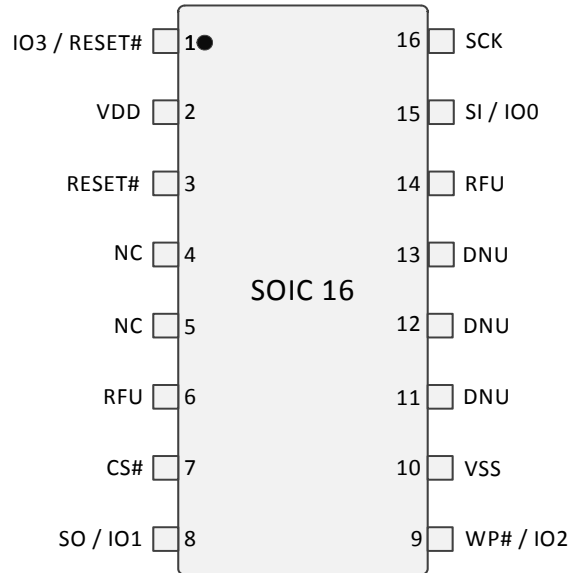 IO3 / RESET# 1 16 SCK
VDD 2 15 SI / IO0
RESET# 3 14 RFU
NC 4 13 DNU
SOIC 16
NC 5 12 DNU
RFU 6 11 DNU
CS# 7 10 VSS
SO / IO1 8 9 WP# / IO2